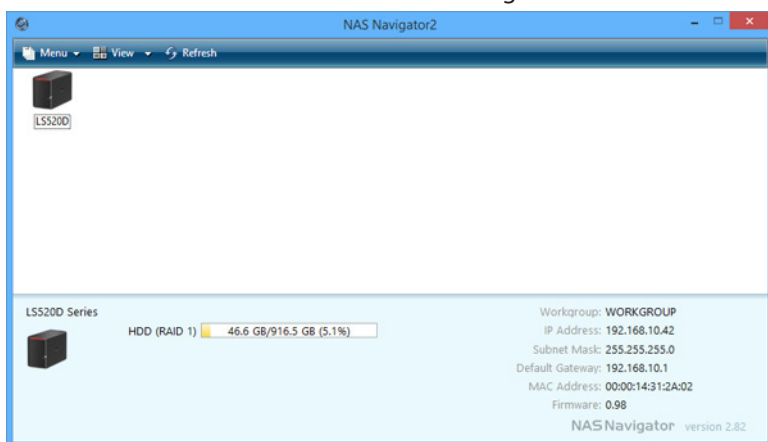 NAS Navigator2
Menu View Refresh
LS520D
LS520D Series
HDD (RAID 1) 46.6 GB/916.5 GB (5.1%)
Workgroup: WORKGROUP
IP Address: 192.168.10.42
Subnet Mask: 255.255.255.0
Default Gateway: 192.168.10.1
MAC Address: 00:00:14:31:2A:02
Firmware: 0.98
NAS Navigator version 2.82